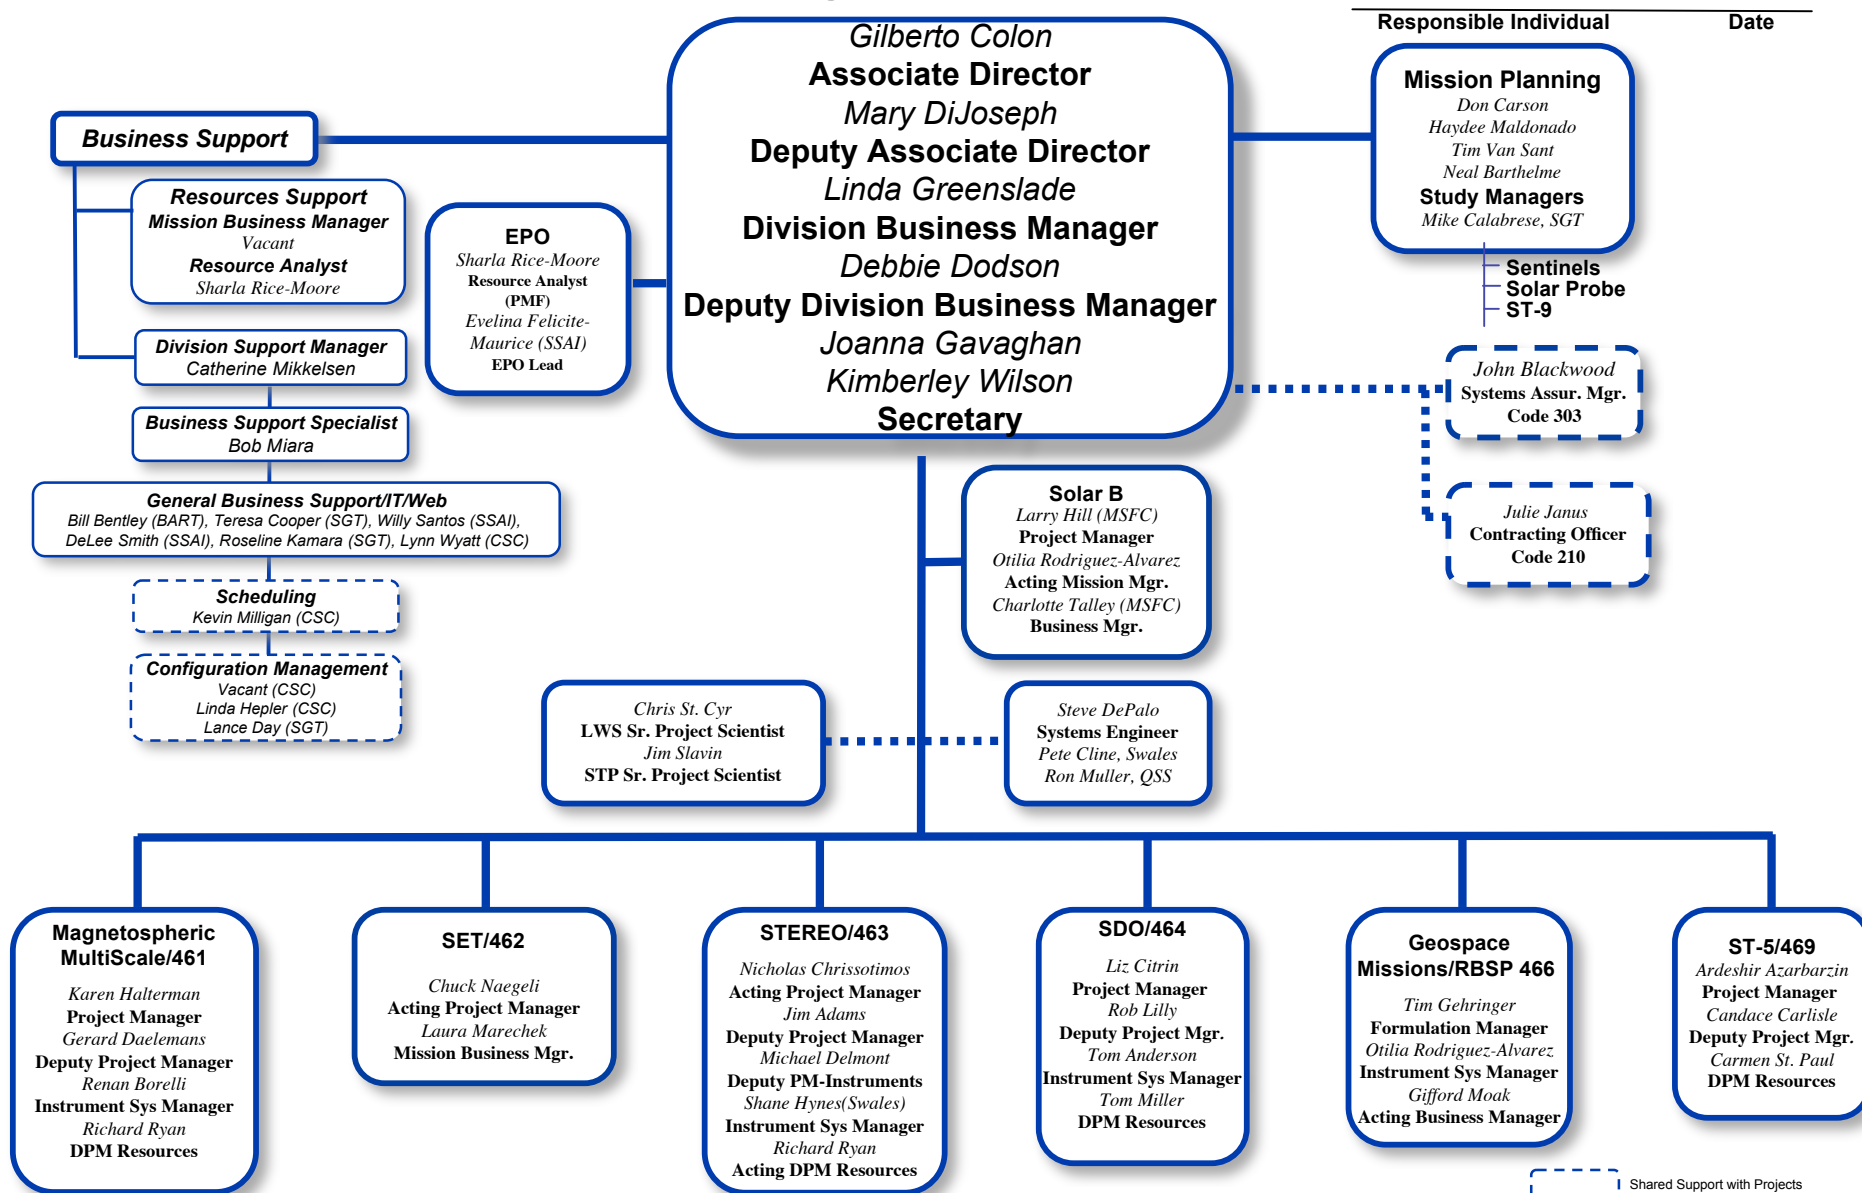 Responsible Individual Date
Gilberto Colon
Associate Director
Mary DiJoseph
Deputy Associate Director
Linda Greenslade
Division Business Manager
Debbie Dodson
Deputy Division Business Manager
Joanna Gavaghan
Kimberley Wilson
Secretary
Mission Planning
Don Carson
Haydee Maldonado
Tim Van Sant
Neal Barthelme
Study Managers
Mike Calabrese, SGT
Sentinels
Solar Probe
ST-9
Business Support
Resources Support
Mission Business Manager
Vacant
Resource Analyst
Sharla Rice-Moore
EPO
Sharla Rice-Moore
Resource Analyst
(PMF)
Evelina Felicite-
Maurice (SSAI)
EPO Lead
Division Support Manager
Catherine Mikkelsen
Business Support Specialist
Bob Miara
General Business Support/IT/Web
Bill Bentley (BART), Teresa Cooper (SGT), Willy Santos (SSAI),
DeLee Smith (SSAI), Roseline Kamara (SGT), Lynn Wyatt (CSC)
Scheduling
Kevin Milligan (CSC)
Configuration Management
Vacant (CSC)
Linda Hepler (CSC)
Lance Day (SGT)
John Blackwood
Systems Assur. Mgr.
Code 303
Julie Janus
Contracting Officer
Code 210
Solar B
Larry Hill (MSFC)
Project Manager
Otilia Rodriguez-Alvarez
Acting Mission Mgr.
Charlotte Talley (MSFC)
Business Mgr.
Chris St. Cyr
LWS Sr. Project Scientist
Jim Slavin
STP Sr. Project Scientist
Steve DePalo
Systems Engineer
Pete Cline, Swales
Ron Muller, QSS
Magnetospheric
MultiScale/461
Karen Halterman
Project Manager
Gerard Daelemans
Deputy Project Manager
Renan Borelli
Instrument Sys Manager
Richard Ryan
DPM Resources
SET/462
Chuck Naegeli
Acting Project Manager
Laura Marechek
Mission Business Mgr.
STEREO/463
Nicholas Chrissotimos
Acting Project Manager
Jim Adams
Deputy Project Manager
Michael Delmont
Deputy PM-Instruments
Shane Hynes(Swales)
Instrument Sys Manager
Richard Ryan
Acting DPM Resources
SDO/464
Liz Citrin
Project Manager
Rob Lilly
Deputy Project Mgr.
Tom Anderson
Instrument Sys Manager
Tom Miller
DPM Resources
Geospace
Missions/RBSP 466
Tim Gehringer
Formulation Manager
Otilia Rodriguez-Alvarez
Instrument Sys Manager
Gifford Moak
Acting Business Manager
ST-5/469
Ardeshir Azarbarzin
Project Manager
Candace Carlisle
Deputy Project Mgr.
Carmen St. Paul
DPM Resources
Shared Support with Projects